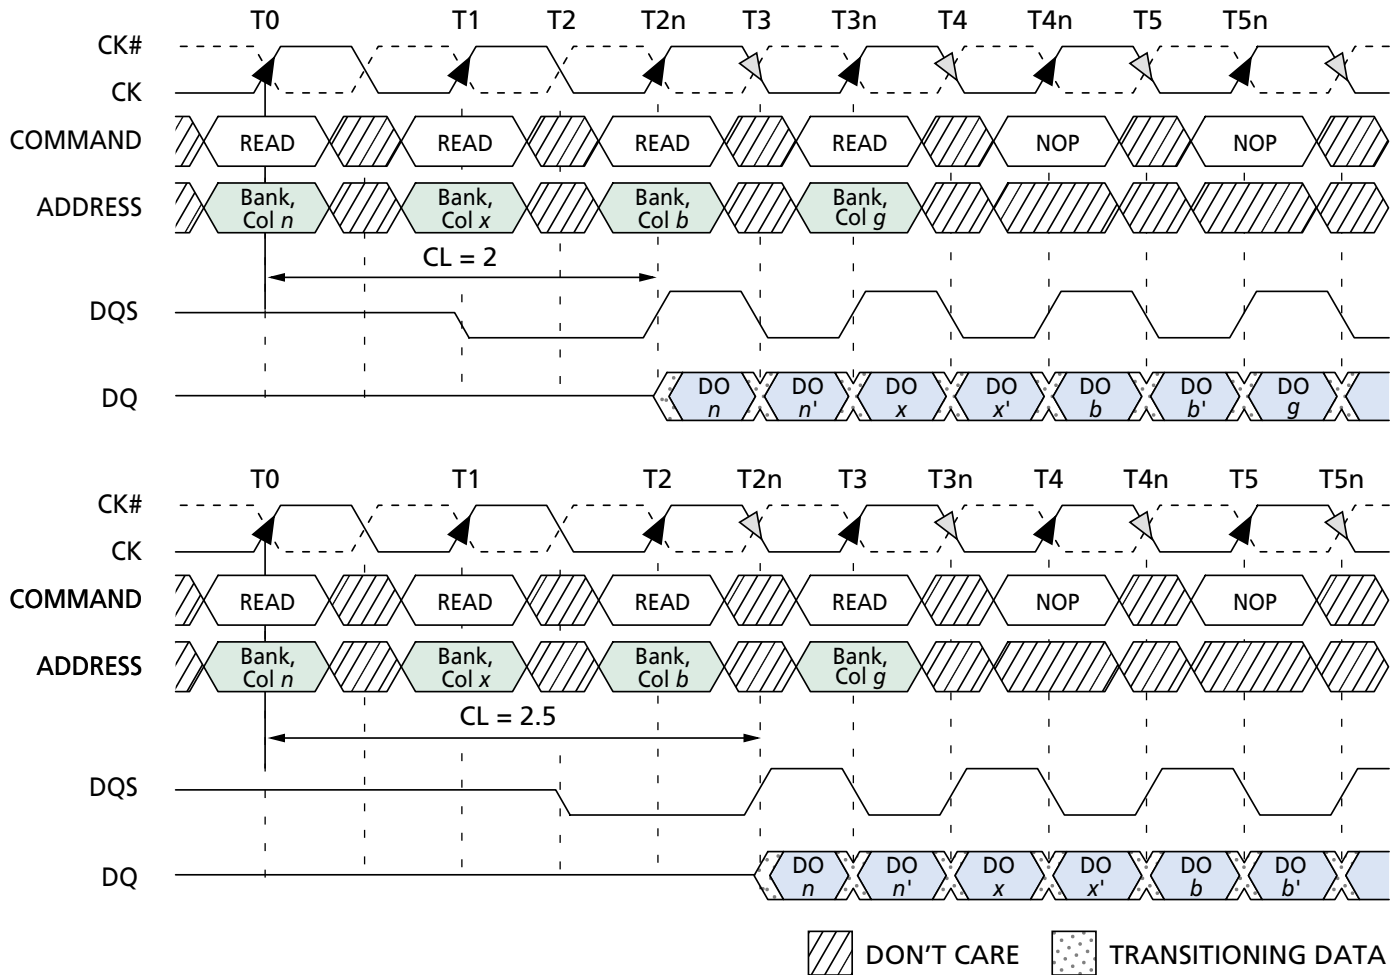 T0 T1 T2 T2n T3 T3n T4 T4n T5 T5n
CK#
CK
COMMAND READ READ READ READ NOP NOP
ADDRESS Bank, Col n Bank, Col x Bank, Col b Bank, Col g
CL = 2
DQS
DQ DO n DO n' DO x DO x' DO b DO b' DO g
T0 T1 T2 T2n T3 T3n T4 T4n T5 T5n
CK#
CK
COMMAND READ READ READ READ NOP NOP
ADDRESS Bank, Col n Bank, Col x Bank, Col b Bank, Col g
CL = 2.5
DQS
DQ DO n DO n' DO x DO x' DO b DO b'
DON'T CARE TRANSITIONING DATA